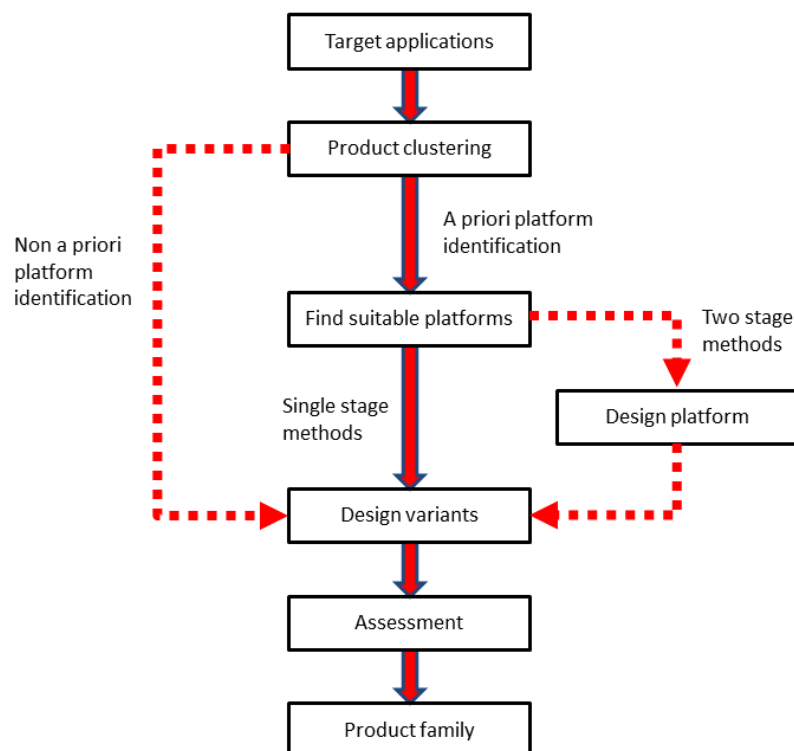 Target applications
Product clustering
Non a priori
platform
identification
A priori platform
identification
Find suitable platforms
Two stage
methods
Single stage
methods
Design platform
Design variants
Assessment
Product family